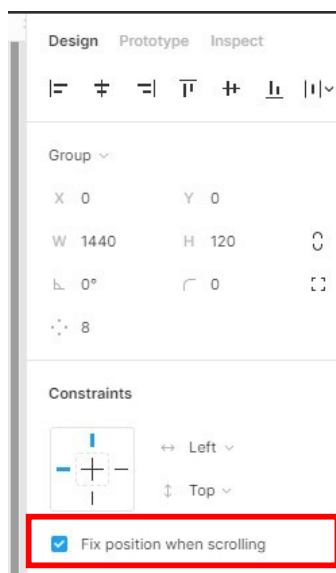 Design Prototype Inspect
Group
X 0 Y 0
W 1440 H 120
0° 0
8
Constraints
Left
Top
Fix position when scrolling